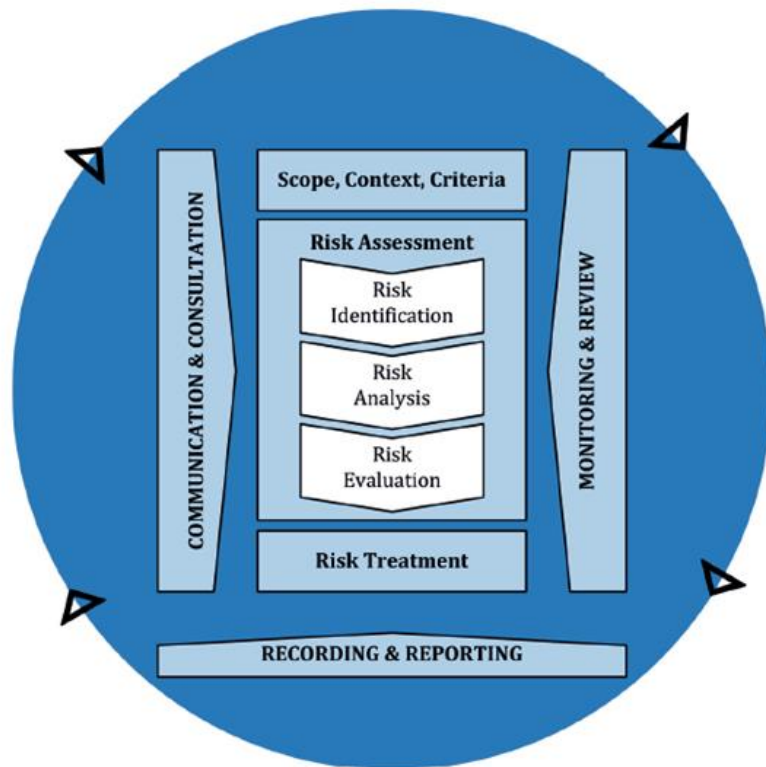 Scope, Context, Criteria
Risk Assessment
Risk
Identification
Risk
Analysis
Risk
Evaluation
Risk Treatment
COMMUNICATION & CONSULTATION
MONITORING & REVIEW
RECORDING & REPORTING